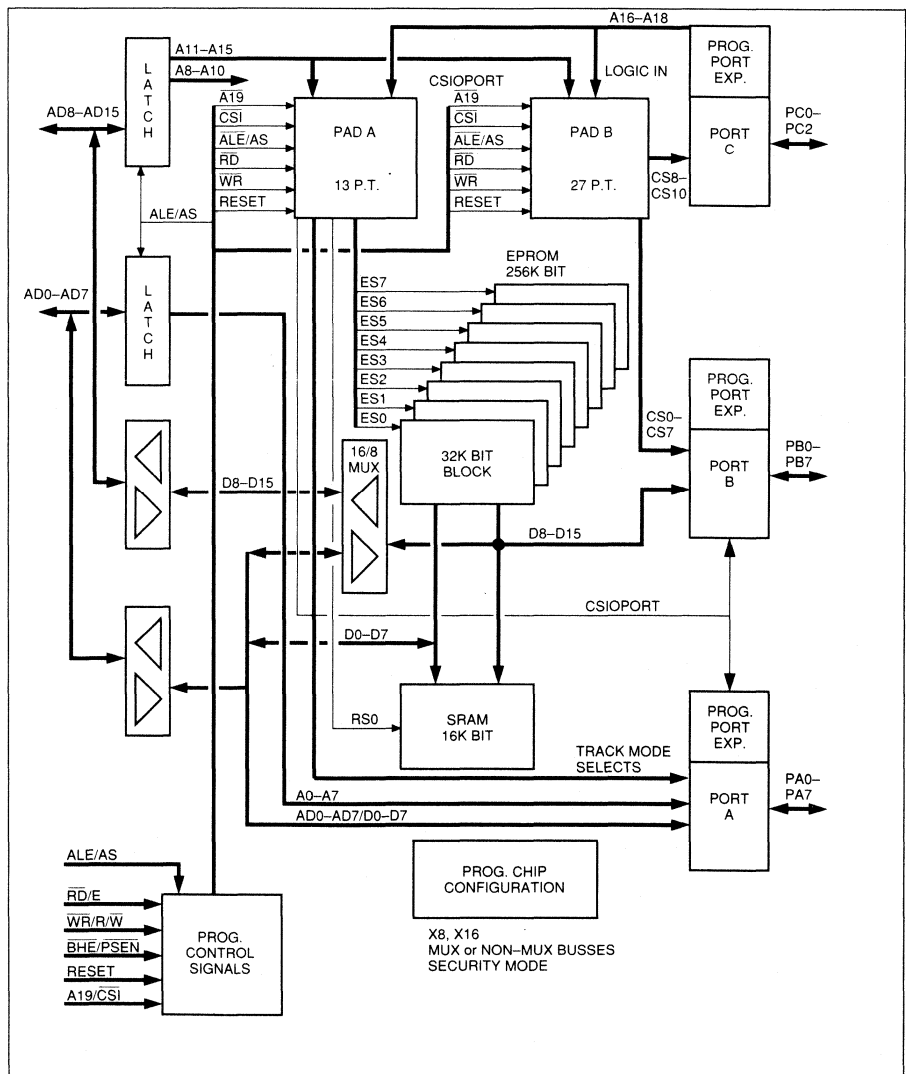 A16–A18
A11–A15
A8–A10
LATCH
AD8–AD15
CSIOPORT
LOGIC IN
PROG.
PORT
EXP.
PORT
C
PC0–
PC2
A19
CSI
ALE/AS
RD
WR
RESET
PAD A
13 P.T.
A19
CSI
ALE/AS
RD
WR
RESET
PAD B
27 P.T.
CS8–
CS10
ALE/AS
LATCH
AD0–AD7
EPROM
256K BIT
ES7
ES6
ES5
ES4
ES3
ES2
ES1
ES0
32K BIT
BLOCK
CS0–
CS7
PROG.
PORT
EXP.
PORT
B
PB0–
PB7
16/8
MUX
D8–D15
D8–D15
CSIOPORT
D0–D7
RS0
SRAM
16K BIT
PROG.
PORT
EXP.
PORT
A
PA0–
PA7
TRACK MODE
SELECTS
A0–A7
AD0–AD7/D0–D7
PROG. CHIP
CONFIGURATION
X8, X16
MUX or NON–MUX BUSSES
SECURITY MODE
ALE/AS
RD/E
WR/R/W
BHE/PSEN
RESET
A19/CSI
PROG.
CONTROL
SIGNALS